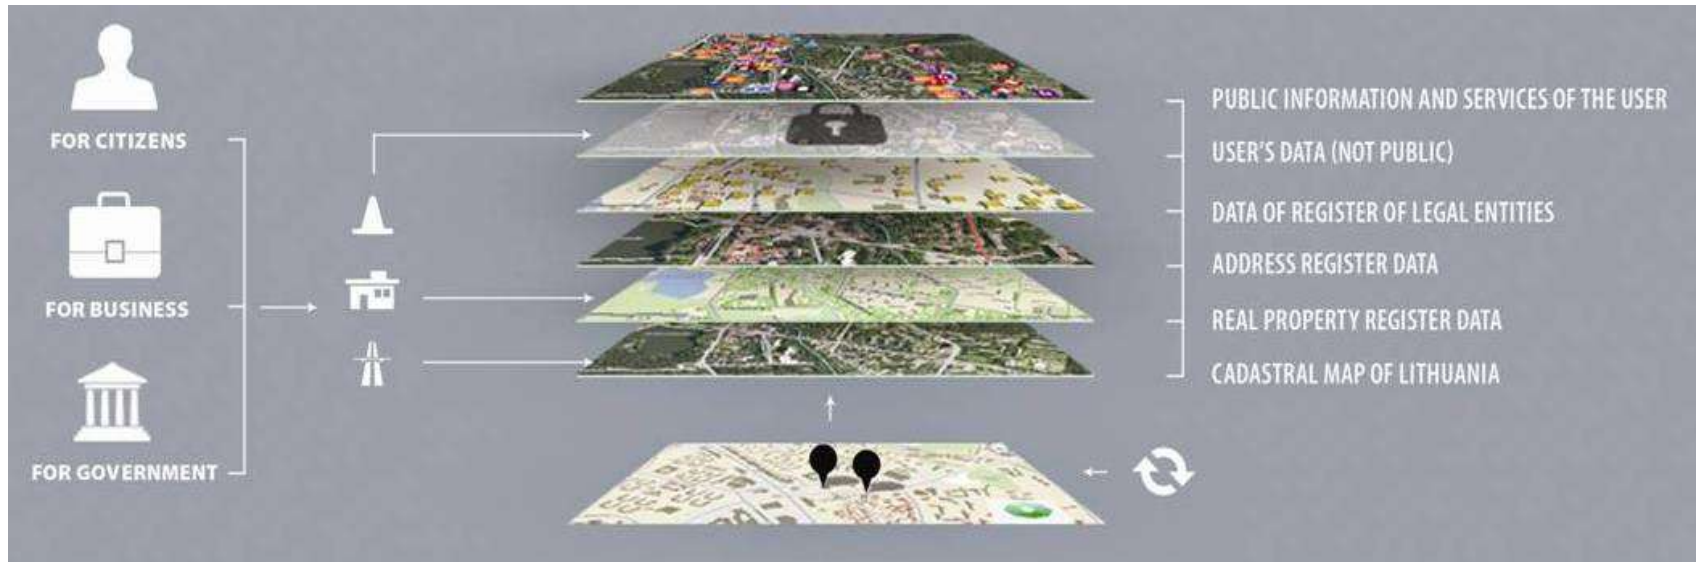 FOR CITIZENS
FOR BUSINESS
FOR GOVERNMENT
PUBLIC INFORMATION AND SERVICES OF THE USER
USER'S DATA (NOT PUBLIC)
DATA OF REGISTER OF LEGAL ENTITIES
ADDRESS REGISTER DATA
REAL PROPERTY REGISTER DATA
CADASTRAL MAP OF LITHUANIA